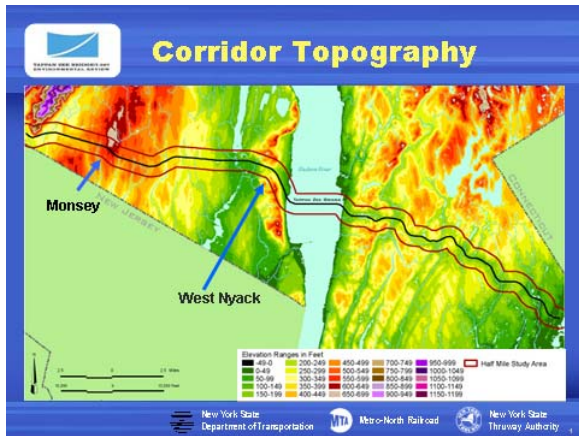 TAPPAN ZEE BRIDGE/I-287
ENVIRONMENTAL REVIEW
Corridor Topography
Hudson River
Monsey
NEW JERSEY
CONNECTICUT
West Nyack
Elevation Ranges in Feet
-49-0
200-249
450-499
700-749
950-999
Half Mile Study Area
0-49
250-299
500-549
750-799
1000-1049
50-99
300-349
550-599
800-849
1050-1099
100-149
350-399
600-649
850-899
1100-1149
150-199
400-449
650-699
900-949
1150-1199
New York State
Department of Transportation
MTA
Metro-North Railroad
New York State
Thruway Authority